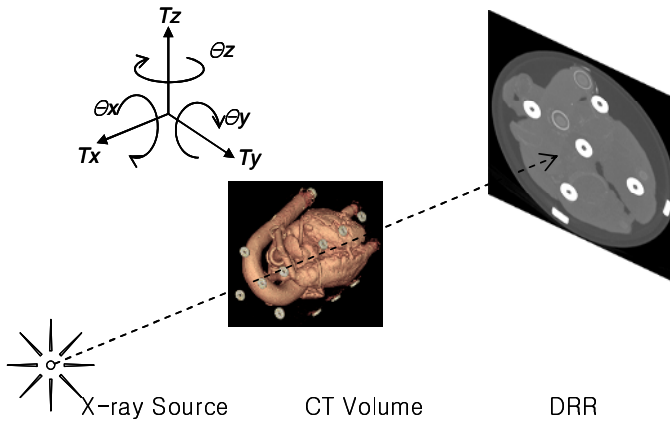 Tz
θz
θx
θy
Tx
Ty
X-ray Source
CT Volume
DRR